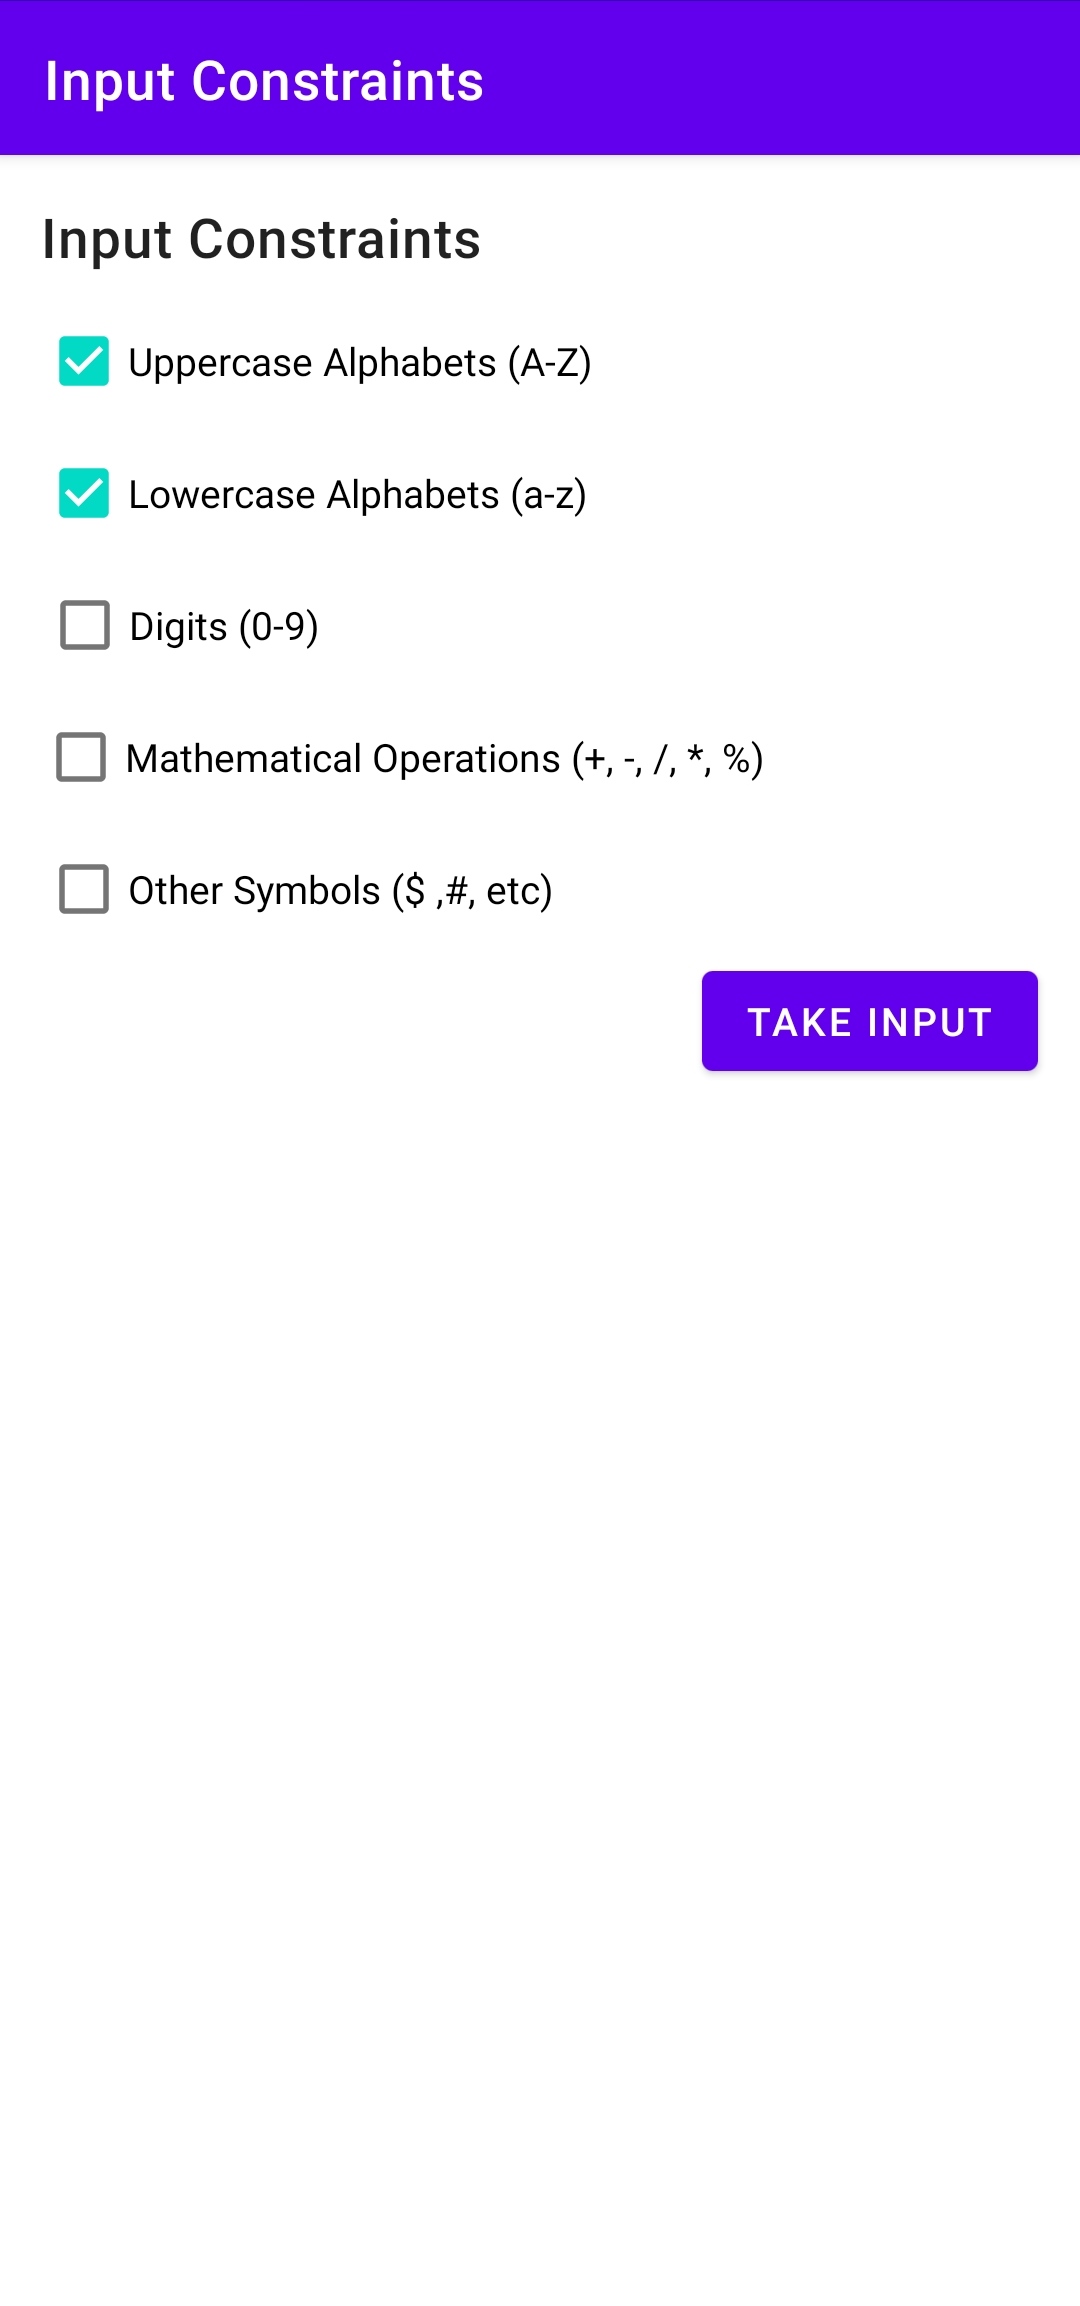 Input Constraints
Input Constraints
Uppercase Alphabets (A-Z)
Lowercase Alphabets (a-z)
Digits (0-9)
Mathematical Operations (+, -, /, *, %)
Other Symbols ($ ,#, etc)
TAKE INPUT